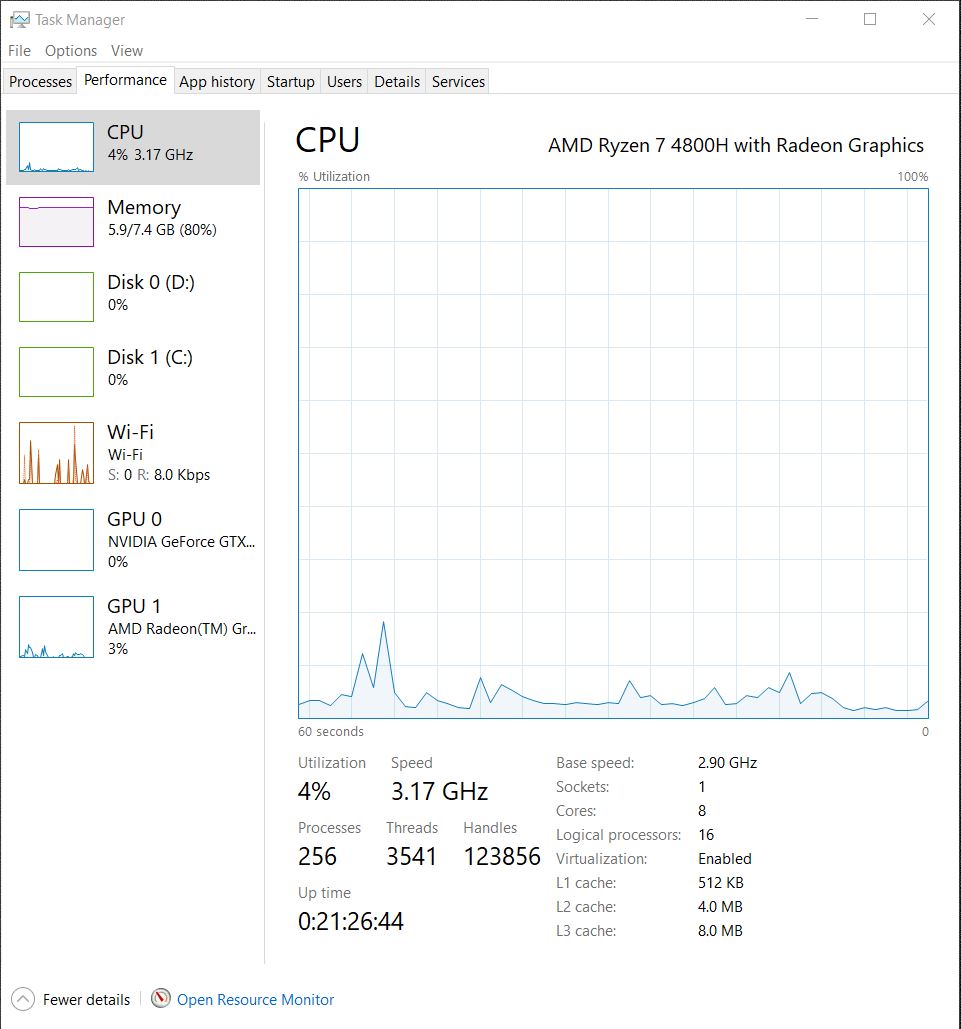 Task Manager
File Options View
Processes Performance App history Startup Users Details Services
CPU
4% 3.17 GHz
Memory
5.9/7.4 GB (80%)
Disk 0 (D:)
0%
Disk 1 (C:)
0%
Wi-Fi
Wi-Fi
S: 0 R: 8.0 Kbps
GPU 0
NVIDIA GeForce GTX...
0%
GPU 1
AMD Radeon(TM) Gr...
3%
CPU AMD Ryzen 7 4800H with Radeon Graphics
% Utilization 100%
60 seconds 0
Utilization Speed
4% 3.17 GHz
Processes Threads Handles
256 3541 123856
Up time
0:21:26:44
Base speed: 2.90 GHz
Sockets: 1
Cores: 8
Logical processors: 16
Virtualization: Enabled
L1 cache: 512 KB
L2 cache: 4.0 MB
L3 cache: 8.0 MB
Fewer details Open Resource Monitor